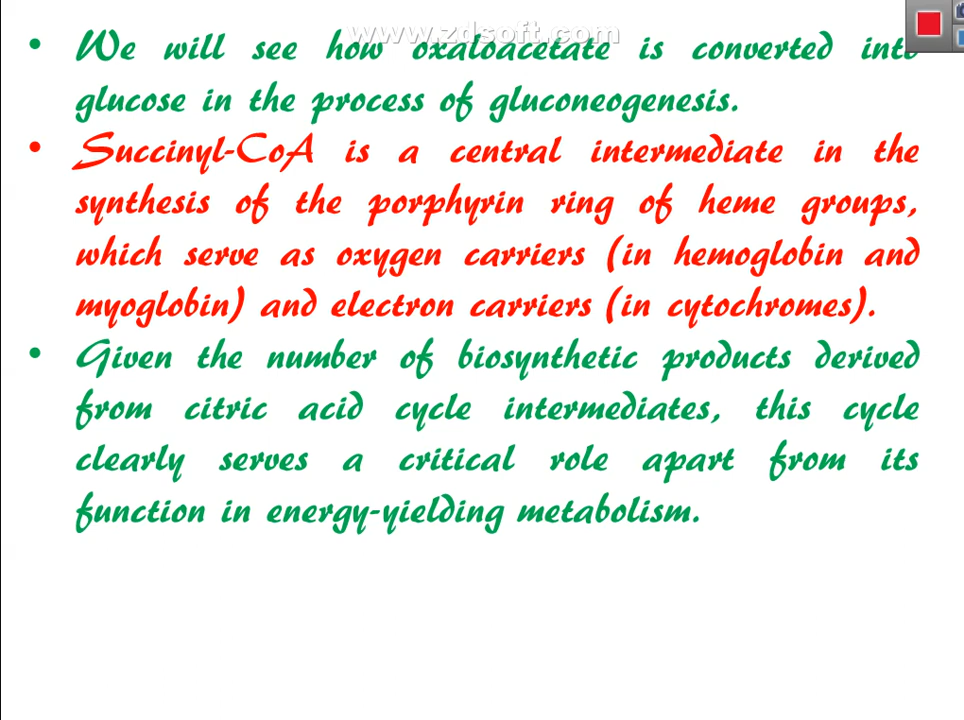 www.zdsoft.com
• We will see how oxaloacetate is converted into
glucose in the process of gluconeogenesis.
• Succinyl-CoA is a central intermediate in the
synthesis of the porphyrin ring of heme groups,
which serve as oxygen carriers (in hemoglobin and
myoglobin) and electron carriers (in cytochromes).
• Given the number of biosynthetic products derived
from citric acid cycle intermediates, this cycle
clearly serves a critical role apart from its
function in energy-yielding metabolism.